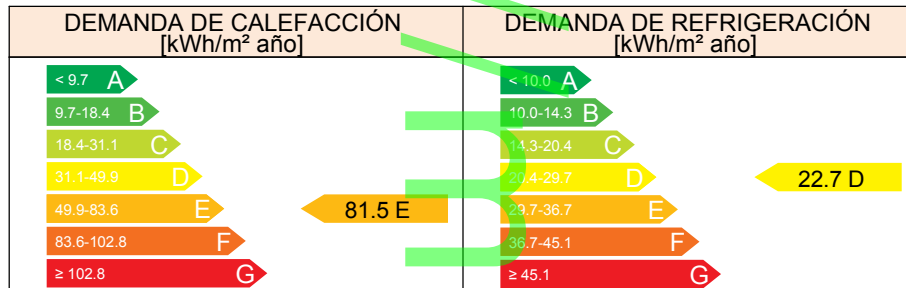 DEMANDA DE CALEFACCIÓN
[kWh/m² año]
< 9.7 A
9.7-18.4 B
18.4-31.1 C
31.1-49.9 D
49.9-83.6 E
83.6-102.8 F
≥ 102.8 G
81.5 E
DEMANDA DE REFRIGERACIÓN
[kWh/m² año]
< 10.0 A
10.0-14.3 B
14.3-20.4 C
20.4-29.7 D
29.7-36.7 E
36.7-45.1 F
≥ 45.1 G
22.7 D